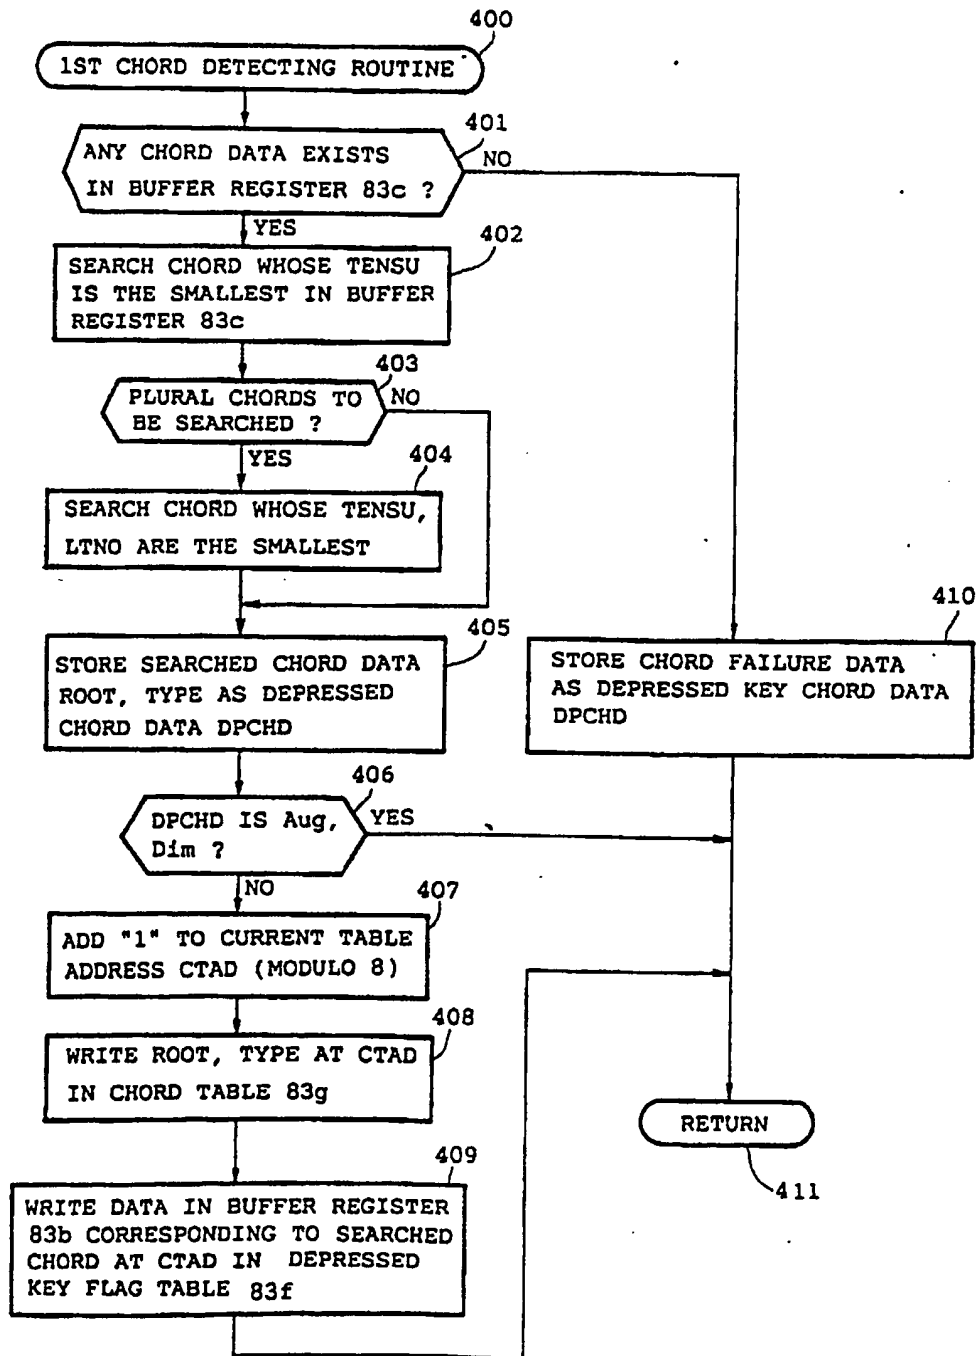 400
1ST CHORD DETECTING ROUTINE
401
ANY CHORD DATA EXISTS
IN BUFFER REGISTER 83c ?
NO
YES
402
SEARCH CHORD WHOSE TENSU
IS THE SMALLEST IN BUFFER
REGISTER 83c
403
PLURAL CHORDS TO
BE SEARCHED ?
NO
YES
404
SEARCH CHORD WHOSE TENSU,
LTNO ARE THE SMALLEST
405
STORE SEARCHED CHORD DATA
ROOT, TYPE AS DEPRESSED
CHORD DATA DPCHD
410
STORE CHORD FAILURE DATA
AS DEPRESSED KEY CHORD DATA
DPCHD
406
DPCHD IS Aug,
Dim ?
YES
NO
407
ADD "1" TO CURRENT TABLE
ADDRESS CTAD (MODULO 8)
408
WRITE ROOT, TYPE AT CTAD
IN CHORD TABLE 83g
RETURN
411
409
WRITE DATA IN BUFFER REGISTER
83b CORRESPONDING TO SEARCHED
CHORD AT CTAD IN DEPRESSED
KEY FLAG TABLE 83f